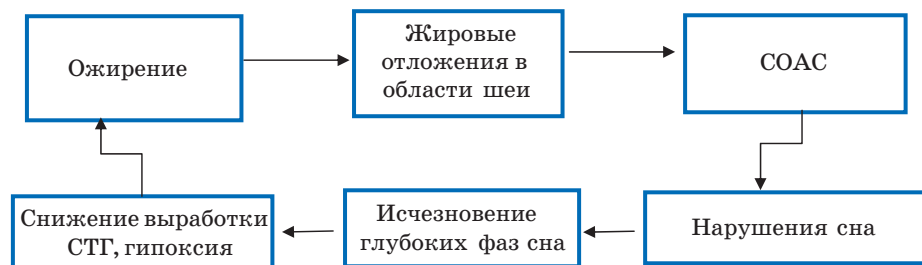 Ожирение
Жировые
отложения в
области шеи
СОАС
Снижение выработки
СТГ, гипоксия
Исчезновение
глубоких фаз сна
Нарушения сна